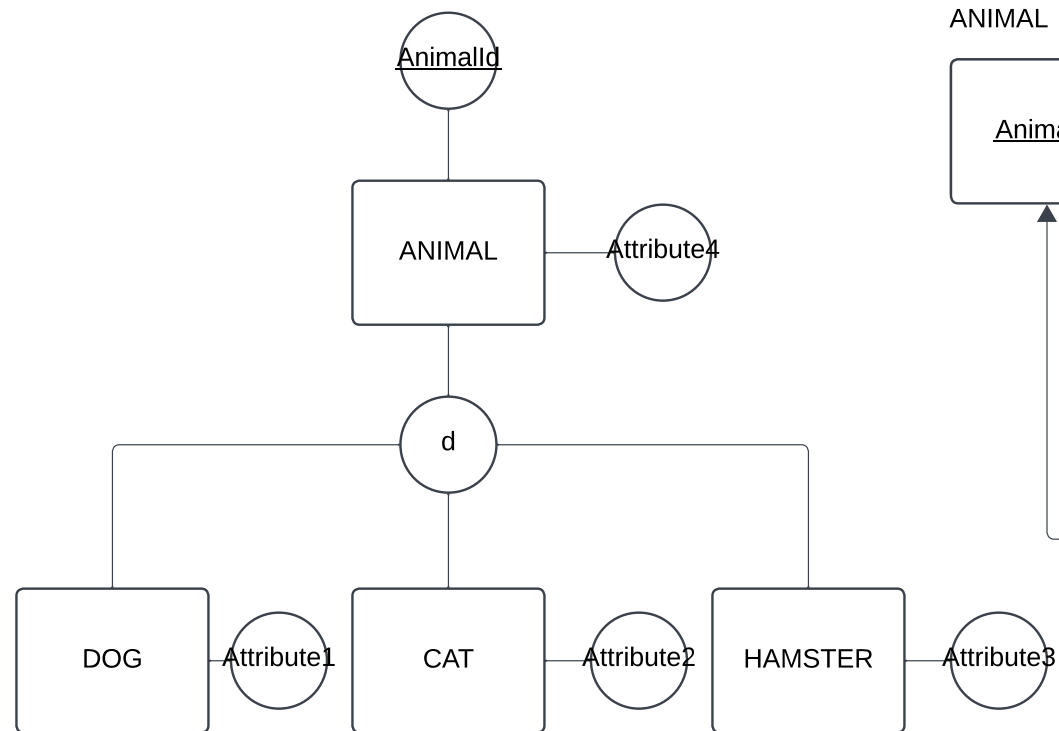 ANIMAL
AnimalId
ANIMAL
Attribute4
d
DOG
Attribute1
CAT
Attribute2
HAMSTER
Attribute3